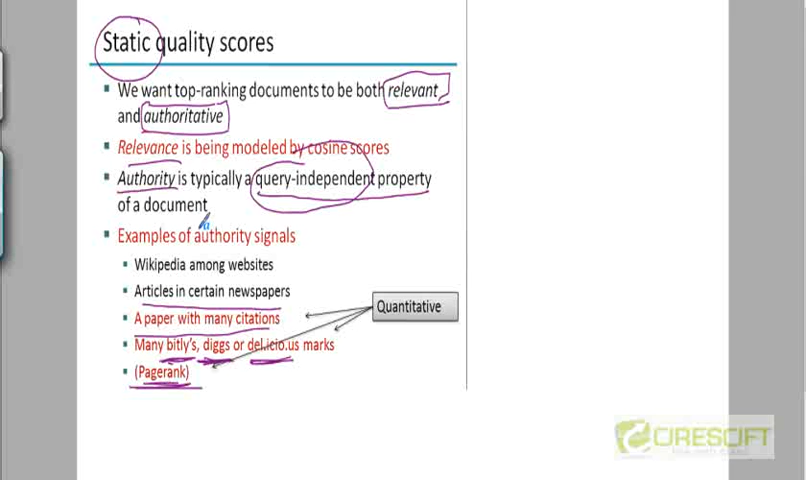 Static quality scores
We want top-ranking documents to be both relevant
and authoritative
Relevance is being modeled by cosine scores
Authority is typically a query-independent property
of a document
Examples of authority signals
Wikipedia among websites
Articles in certain newspapers
A paper with many citations
Many bitly's, diggs or del.icio.us marks
(Pagerank)
Quantitative